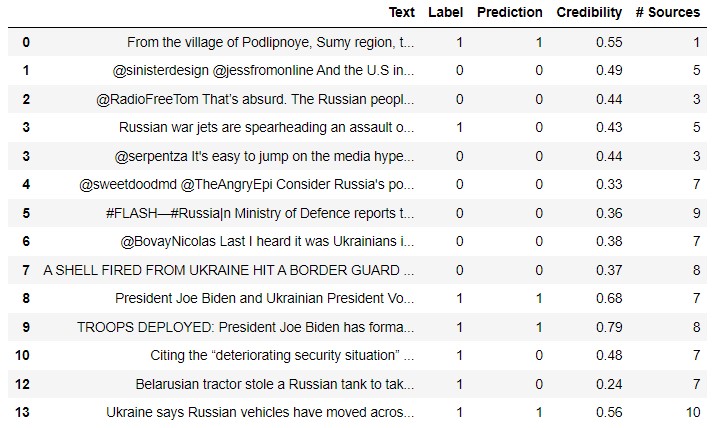 Text Label Prediction Credibility # Sources
0 From the village of Podlipnoye, Sumy region, t... 1 1 0.55 1
1 @sinisterdesign @jessfromonline And the U.S in... 0 0 0.49 5
2 @RadioFreeTom That's absurd. The Russian peopl... 0 0 0.44 3
3 Russian war jets are spearheading an assault o... 1 0 0.43 5
3 @serpentza It's easy to jump on the media hype... 0 0 0.44 3
4 @sweetdoodmd @TheAngryEpi Consider Russia's po... 0 0 0.33 7
5 #FLASH—#Russia|n Ministry of Defence reports t... 0 0 0.36 9
6 @BovayNicolas Last I heard it was Ukrainians i... 0 0 0.38 7
7 A SHELL FIRED FROM UKRAINE HIT A BORDER GUARD ... 0 0 0.37 8
8 President Joe Biden and Ukrainian President Vo... 1 1 0.68 7
9 TROOPS DEPLOYED: President Joe Biden has forma... 1 1 0.79 8
10 Citing the “deteriorating security situation” ... 1 0 0.48 7
12 Belarusian tractor stole a Russian tank to tak... 1 0 0.24 7
13 Ukraine says Russian vehicles have moved acros... 1 1 0.56 10